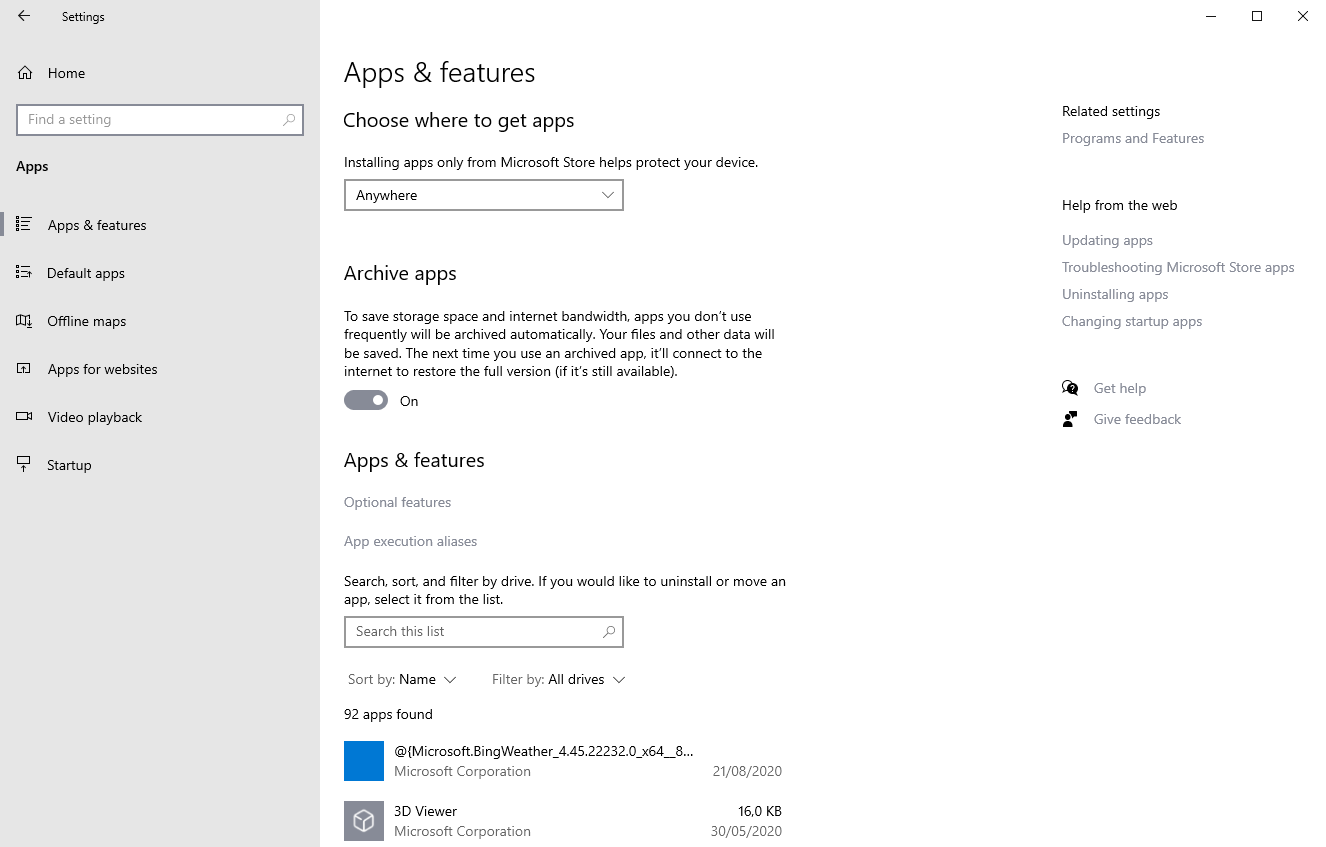 Settings
Home
Find a setting
Apps
Apps & features
Default apps
Offline maps
Apps for websites
Video playback
Startup
Apps & features
Choose where to get apps
Installing apps only from Microsoft Store helps protect your device.
Anywhere
Archive apps
To save storage space and internet bandwidth, apps you don’t use
frequently will be archived automatically. Your files and other data will
be saved. The next time you use an archived app, it’ll connect to the
internet to restore the full version (if it’s still available).
On
Apps & features
Optional features
App execution aliases
Search, sort, and filter by drive. If you would like to uninstall or move an
app, select it from the list.
Search this list
Sort by: Name
Filter by: All drives
92 apps found
@{Microsoft.BingWeather_4.45.22232.0_x64__8...
Microsoft Corporation
21/08/2020
3D Viewer
16,0 KB
Microsoft Corporation
30/05/2020
Related settings
Programs and Features
Help from the web
Updating apps
Troubleshooting Microsoft Store apps
Uninstalling apps
Changing startup apps
Get help
Give feedback